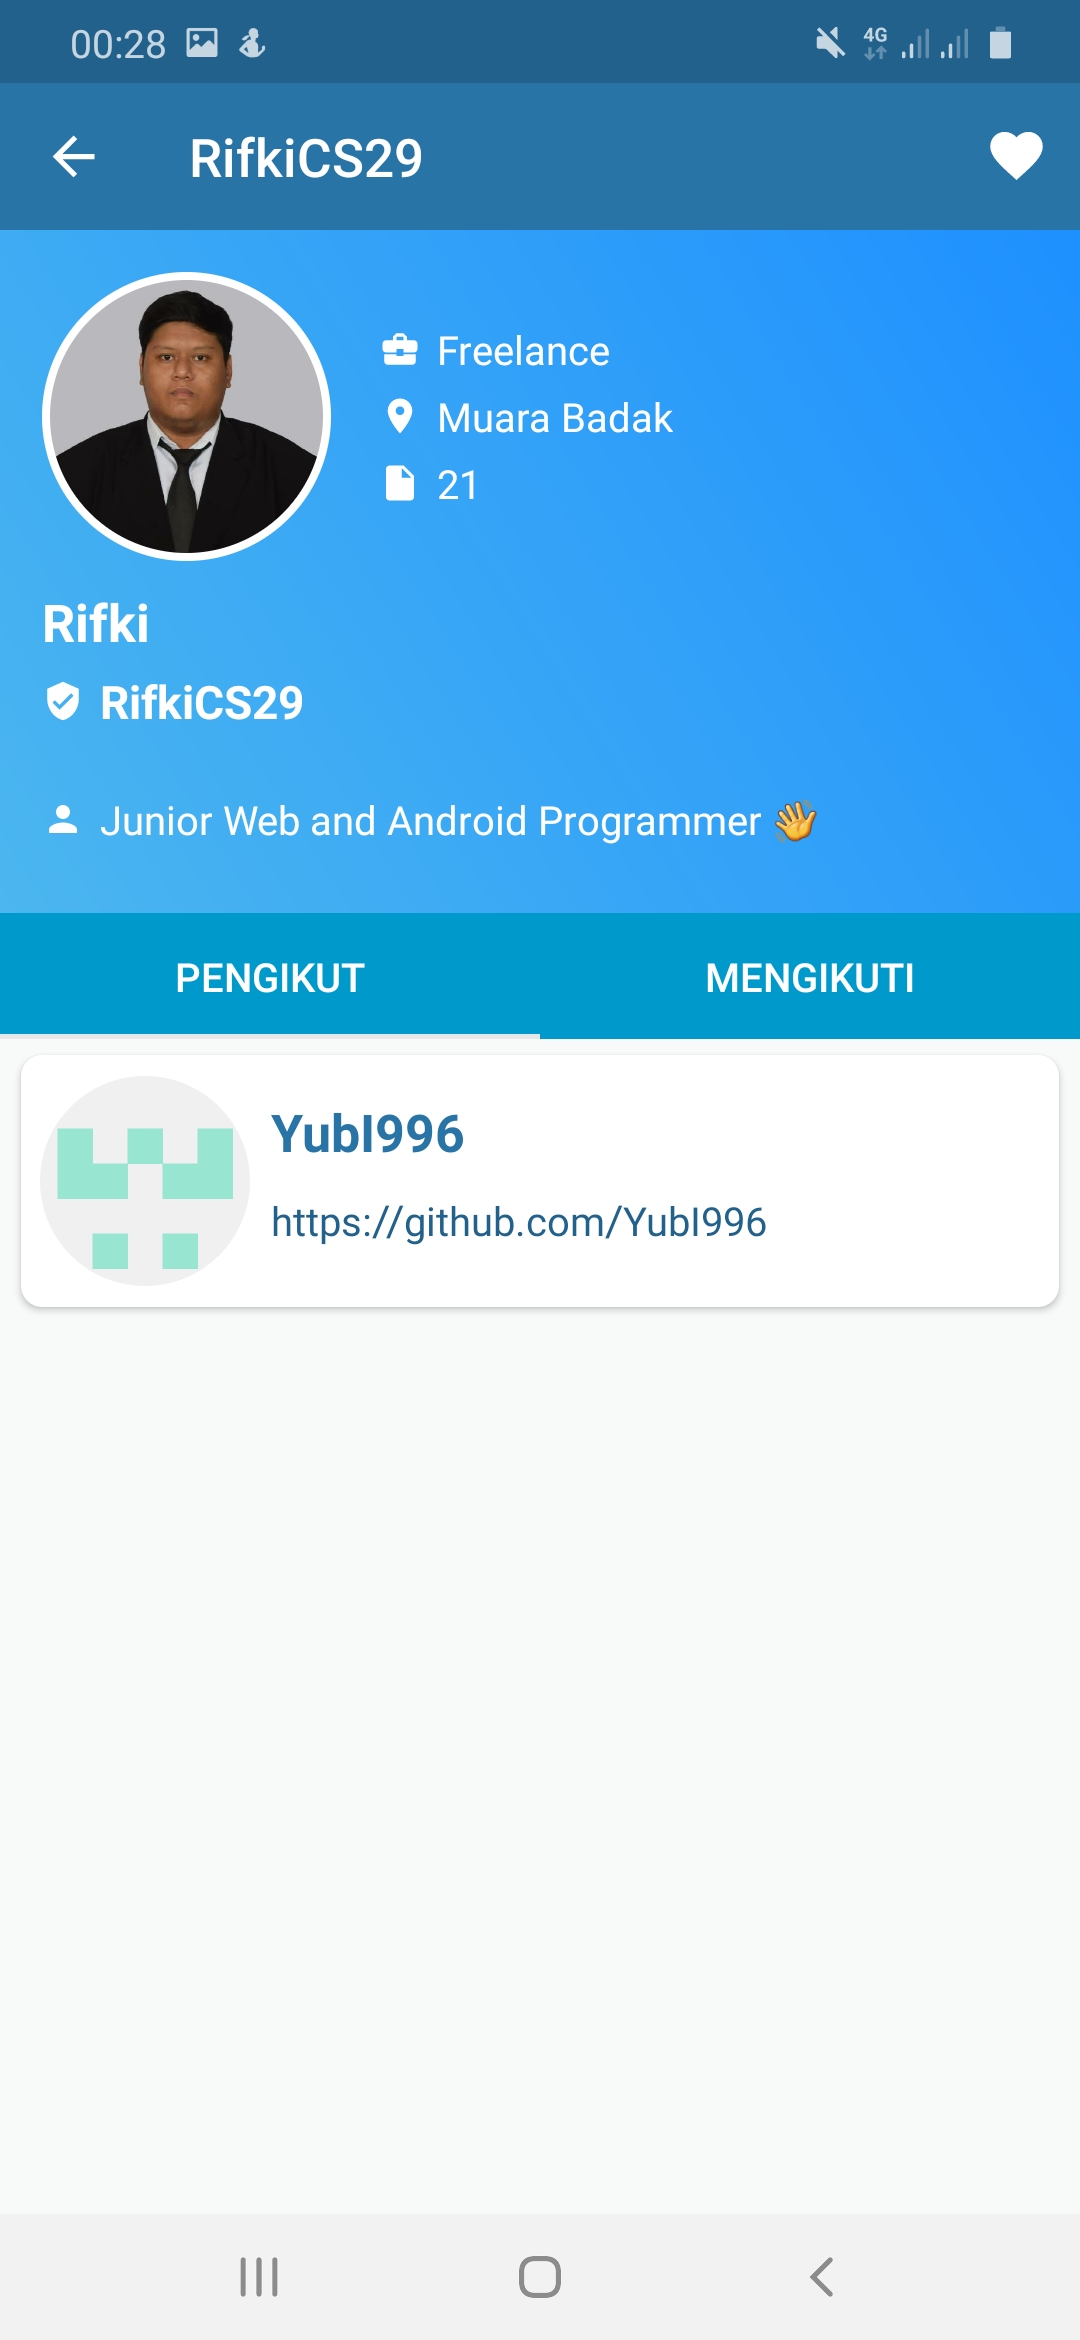 00:28
4G
RifkiCS29
Freelance
Muara Badak
21
Rifki
RifkiCS29
Junior Web and Android Programmer 👋
PENGIKUT
MENGIKUTI
YubI996
https://github.com/YubI996